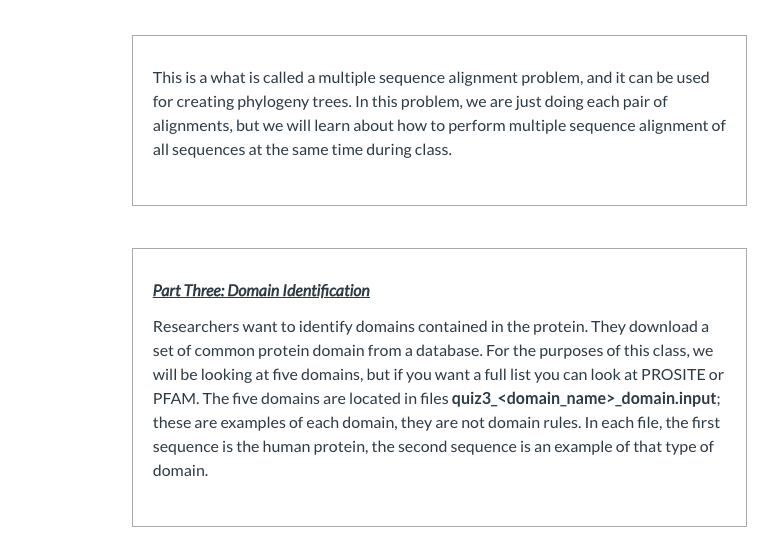 This is a what is called a multiple sequence alignment problem, and it can be used
for creating phylogeny trees. In this problem, we are just doing each pair of
alignments, but we will learn about how to perform multiple sequence alignment of
all sequences at the same time during class.
Part Three: Domain Identification
Researchers want to identify domains contained in the protein. They download a
set of common protein domain from a database. For the purposes of this class, we
will be looking at five domains, but if you want a full list you can look at PROSITE or
PFAM. The five domains are located in files quiz3_<domain_name>_domain.input;
these are examples of each domain, they are not domain rules. In each file, the first
sequence is the human protein, the second sequence is an example of that type of
domain.